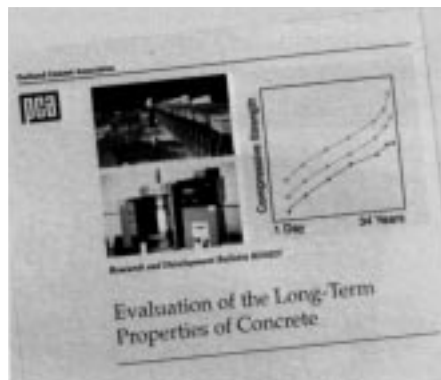 Portland Cement Association
pca
Compressive Strength
1 Day
34 Years
Research and Development Bulletin
Evaluation of the Long-Term
Properties of Concrete